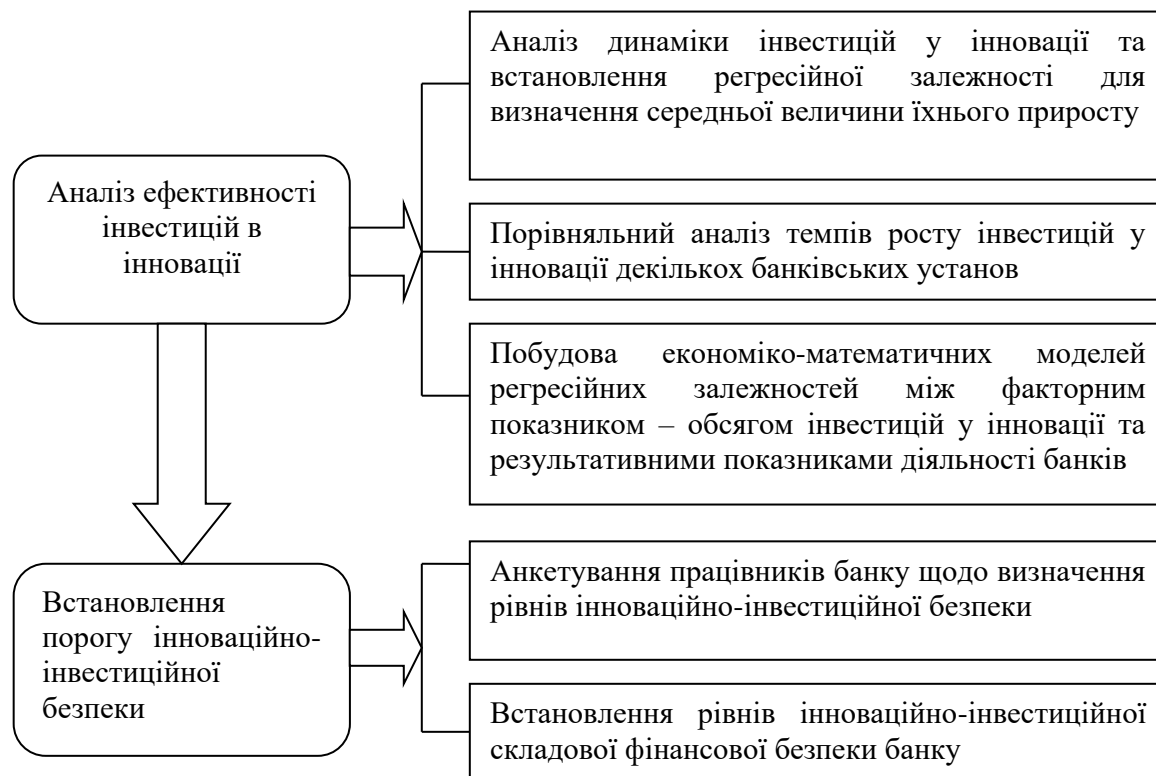 Аналіз ефективності
інвестицій в
інновації
Аналіз динаміки інвестицій у інновації та
встановлення регресійної залежності для
визначення середньої величини їхнього приросту
Порівняльний аналіз темпів росту інвестицій у
інновації декількох банківських установ
Побудова економіко-математичних моделей
регресійних залежностей між факторним
показником – обсягом інвестицій у інновації та
результативними показниками діяльності банків
Встановлення
порогу інноваційно-
інвестиційної
безпеки
Анкетування працівників банку щодо визначення
рівнів інноваційно-інвестиційної безпеки
Встановлення рівнів інноваційно-інвестиційної
складової фінансової безпеки банку